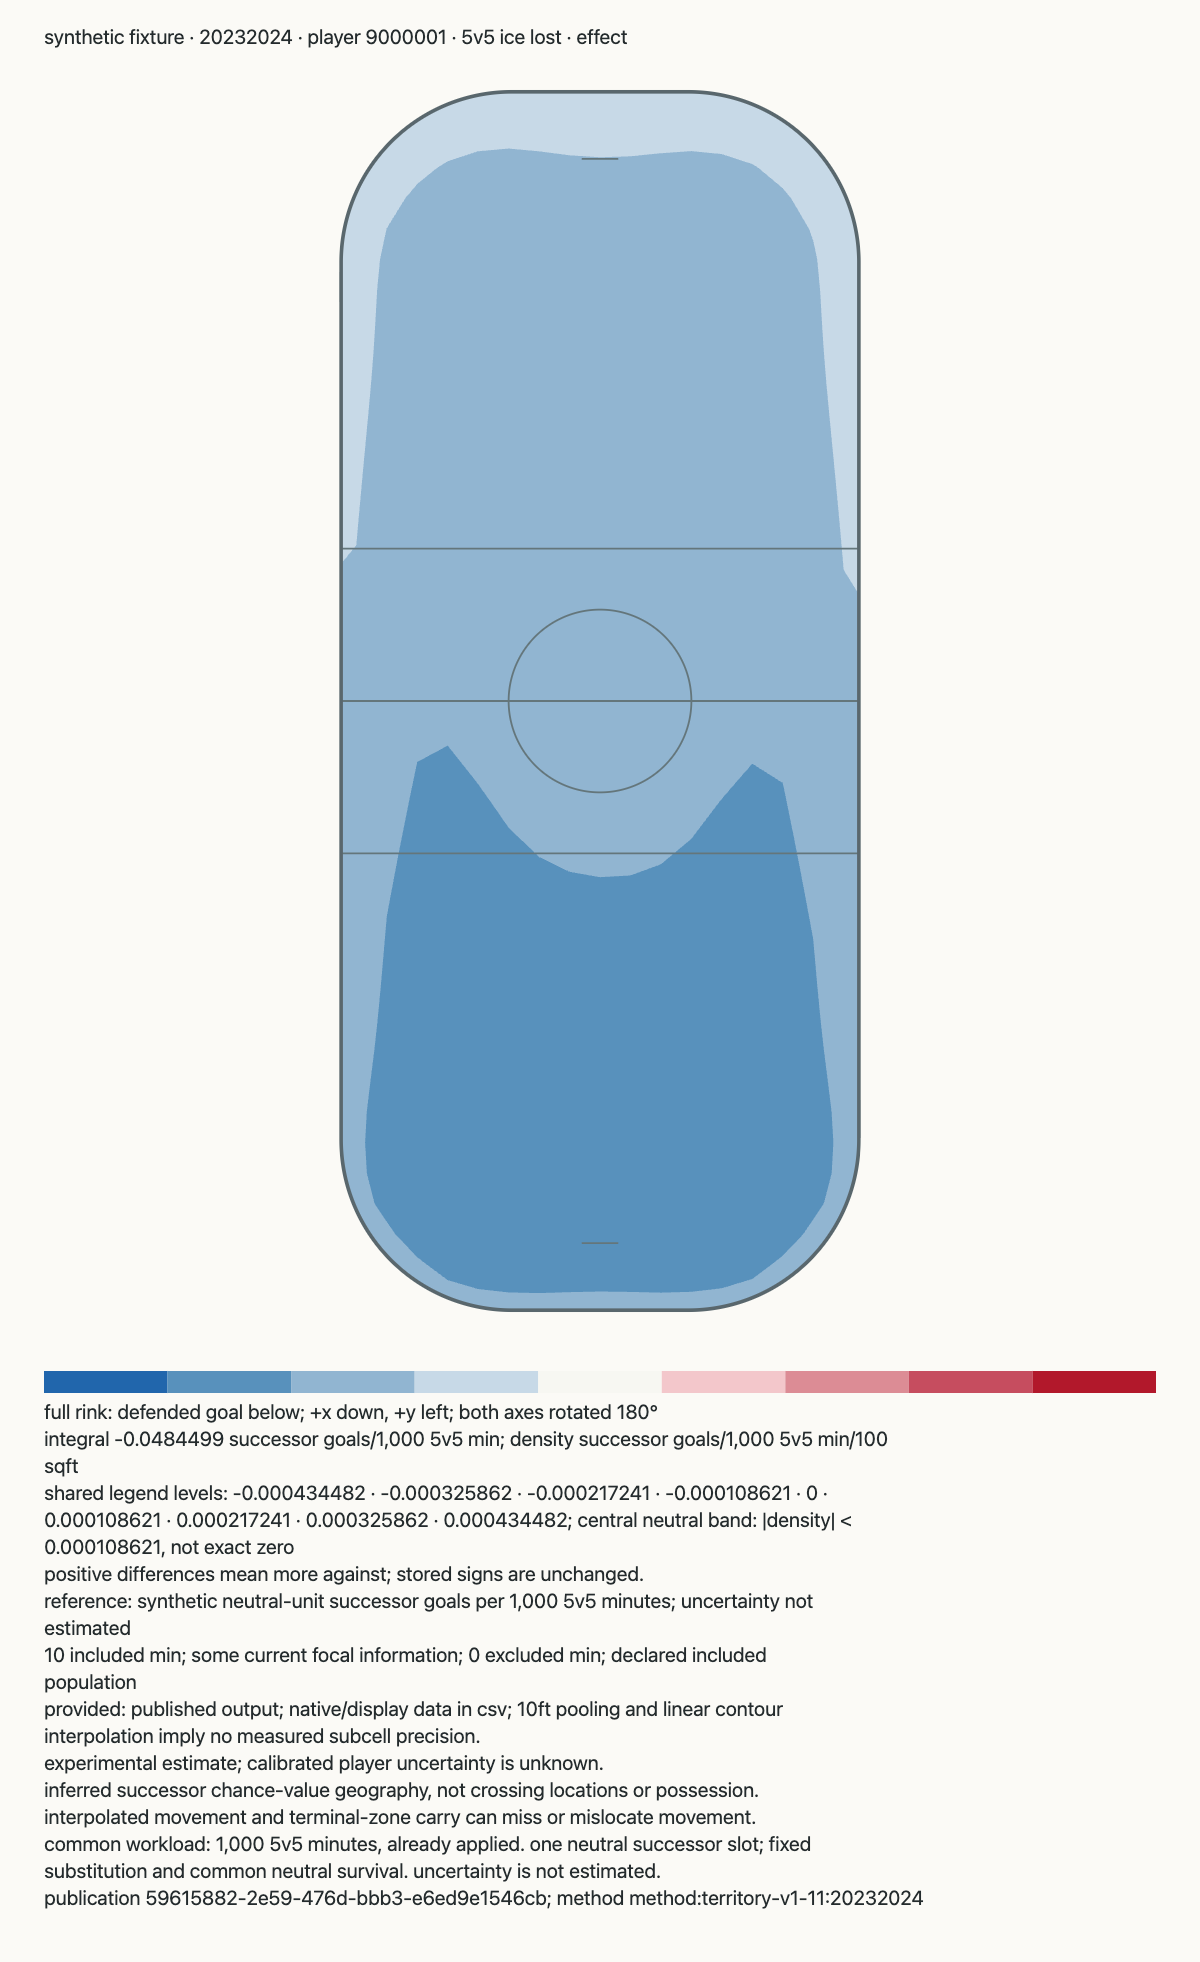 synthetic fixture · 20232024 · player 9000001 · 5v5 ice lost · effect
full rink: defended goal below; +x down, +y left; both axes rotated 180°
integral -0.0484499 successor goals/1,000 5v5 min; density successor goals/1,000 5v5 min/100
sqft
shared legend levels: -0.000434482 · -0.000325862 · -0.000217241 · -0.000108621 · 0 ·
0.000108621 · 0.000217241 · 0.000325862 · 0.000434482; central neutral band: |density| <
0.000108621, not exact zero
positive differences mean more against; stored signs are unchanged.
reference: synthetic neutral-unit successor goals per 1,000 5v5 minutes; uncertainty not
estimated
10 included min; some current focal information; 0 excluded min; declared included
population
provided: published output; native/display data in csv; 10ft pooling and linear contour
interpolation imply no measured subcell precision.
experimental estimate; calibrated player uncertainty is unknown.
inferred successor chance-value geography, not crossing locations or possession.
interpolated movement and terminal-zone carry can miss or mislocate movement.
common workload: 1,000 5v5 minutes, already applied. one neutral successor slot; fixed
substitution and common neutral survival. uncertainty is not estimated.
publication 59615882-2e59-476d-bbb3-e6ed9e1546cb; method method:territory-v1-11:20232024